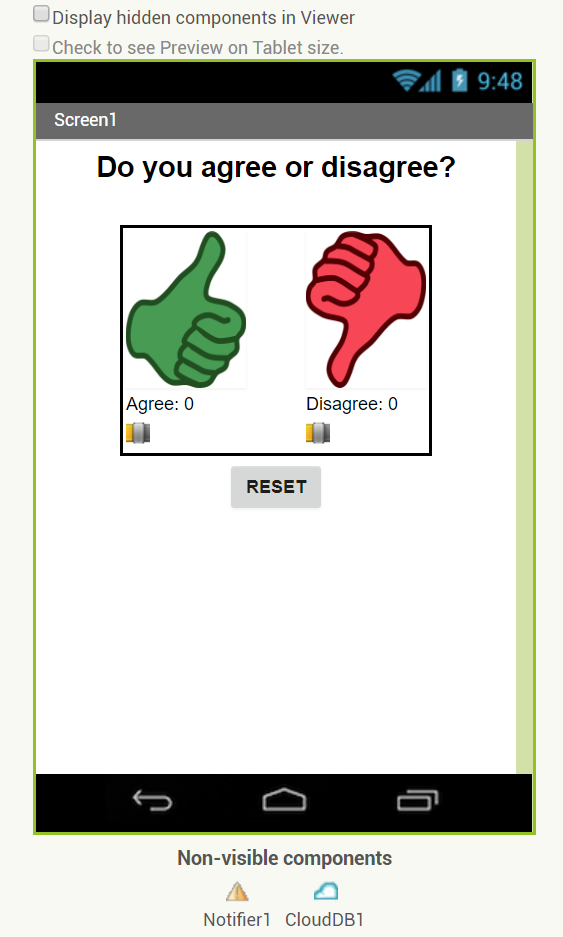 Display hidden components in Viewer
Check to see Preview on Tablet size.
9:48
Screen1
Do you agree or disagree?
Agree: 0 Disagree: 0
RESET
Non-visible components
Notifier1 CloudDB1